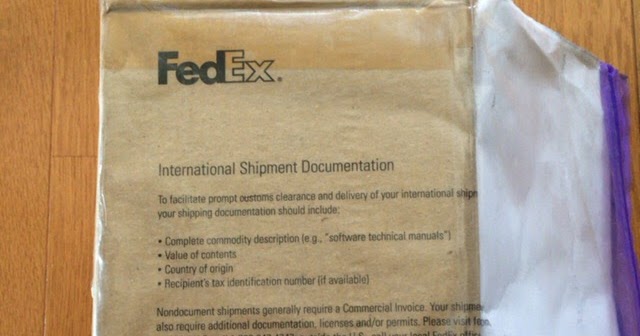 FedEx®
International Shipment Documentation
To facilitate prompt customs clearance and delivery of your international
your shipping documentation should include:
• Complete commodity description (e.g., "software technical manuals")
• Value of contents
• Country of origin
• Recipient's tax identification number (if available)
Nondocument shipments generally require a Commercial Invoice. Your
also require additional documentation, licenses and/or permits. Please visit